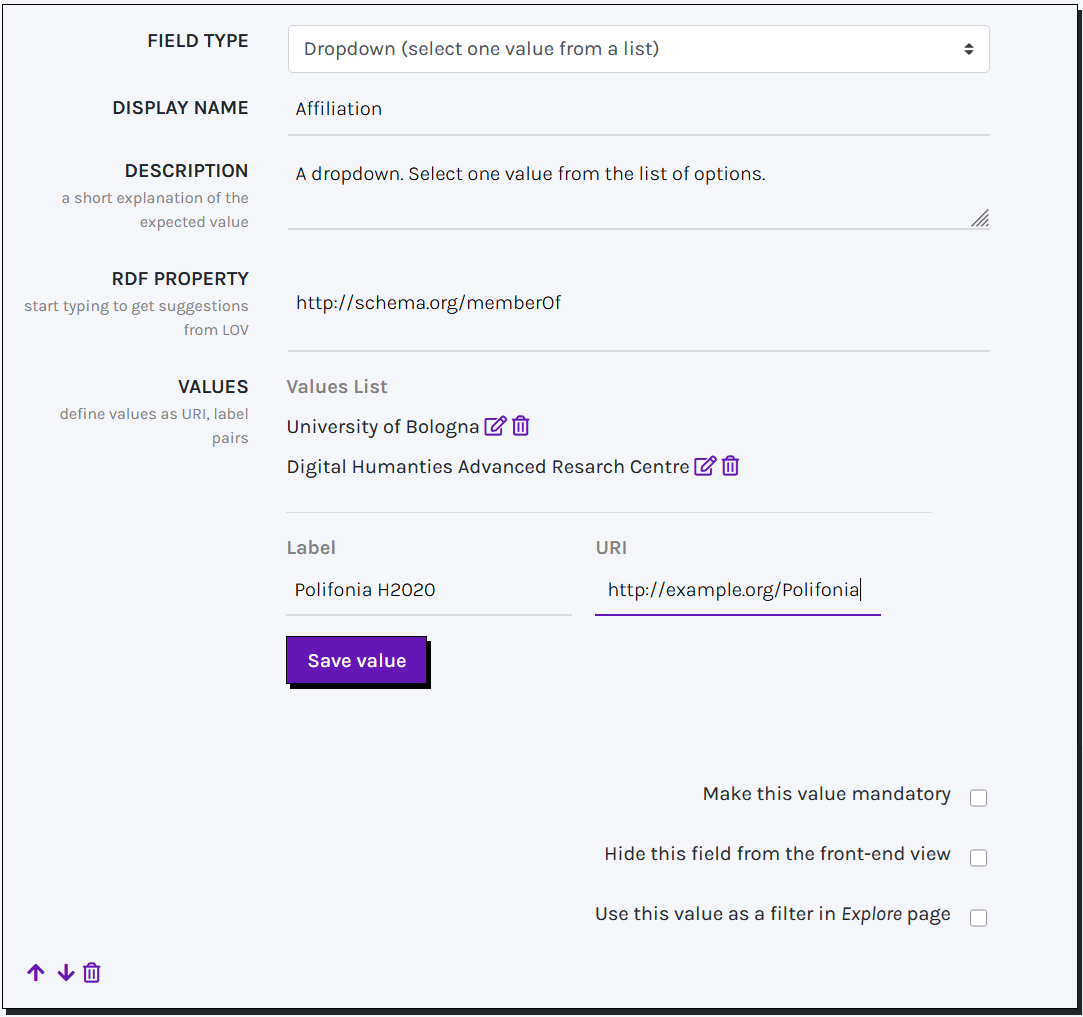 FIELD TYPE
Dropdown (select one value from a list)
DISPLAY NAME
Affiliation
DESCRIPTION
a short explanation of the
expected value
A dropdown. Select one value from the list of options.
RDF PROPERTY
start typing to get suggestions
from LOV
http://schema.org/memberOf
VALUES
define values as URI, label
pairs
Values List
University of Bologna
Digital Humanties Advanced Resarch Centre
Label
URI
Polifonia H2020
http://example.org/Polifonia
Save value
Make this value mandatory
Hide this field from the front-end view
Use this value as a filter in Explore page